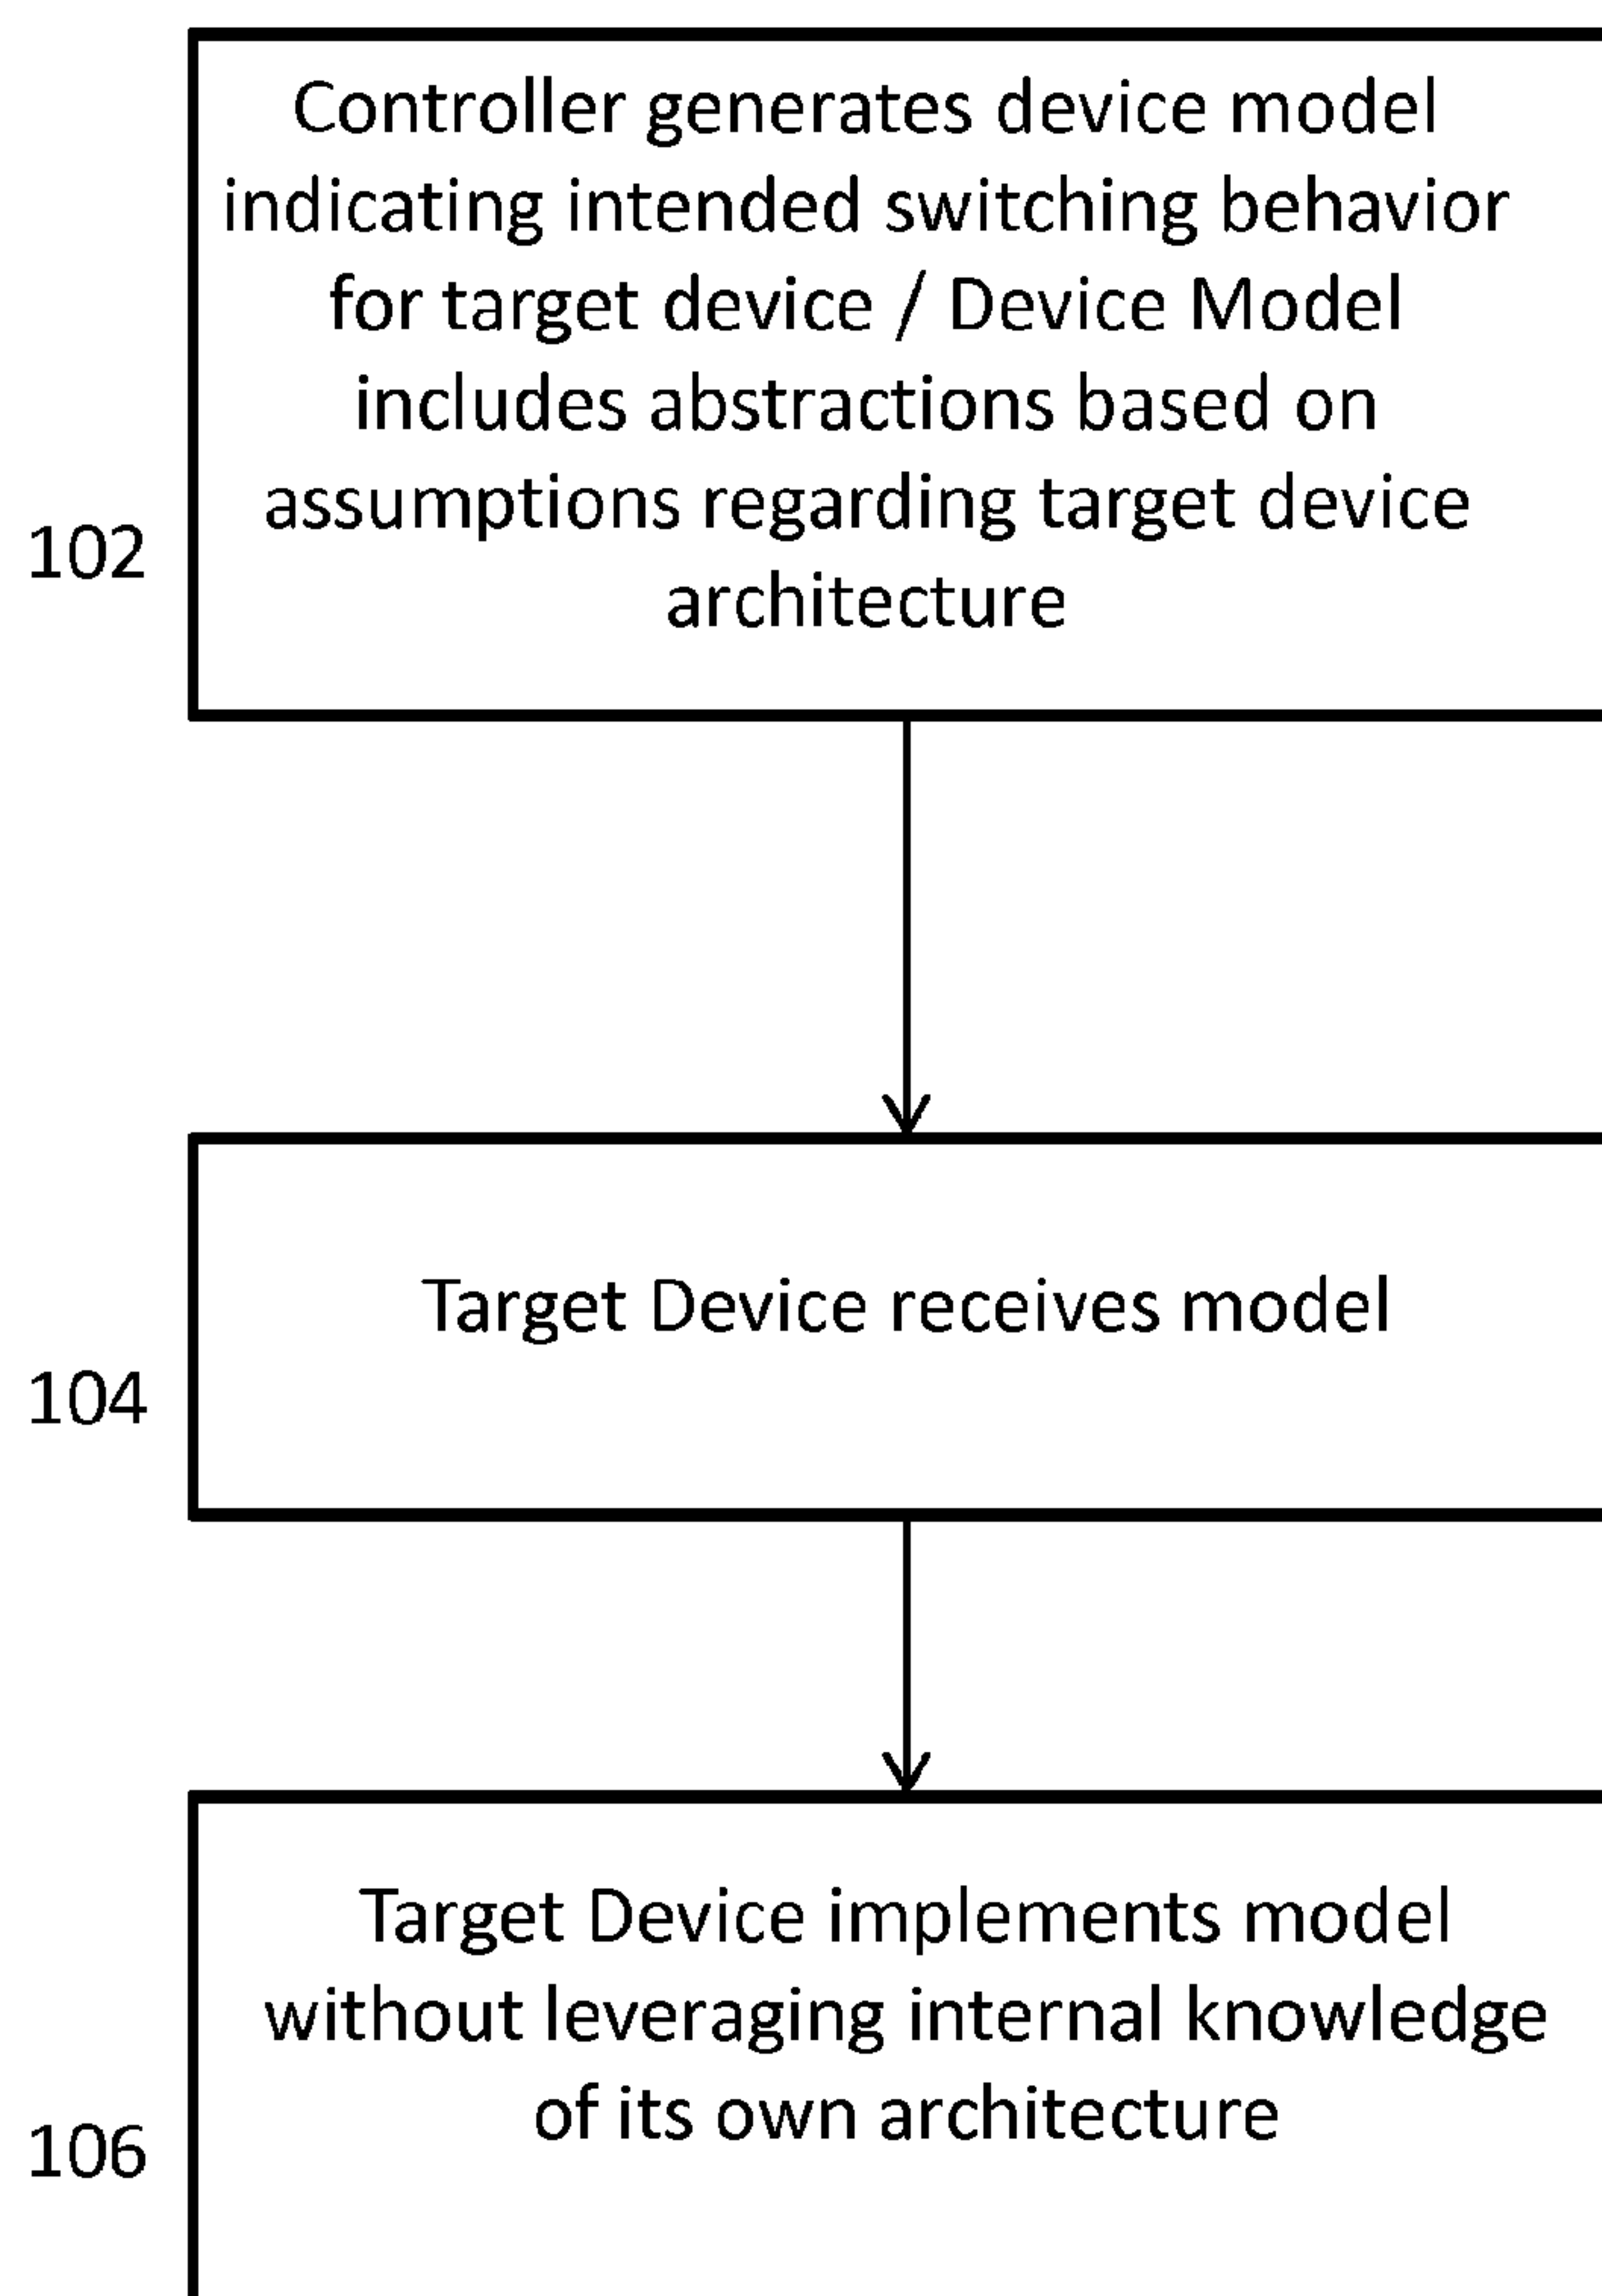 Controller generates device model
indicating intended switching behavior
for target device / Device Model
includes abstractions based on
assumptions regarding target device
102
architecture
Target Device receives model
104
Target Device implements model
without leveraging internal knowledge
of its own architecture
106